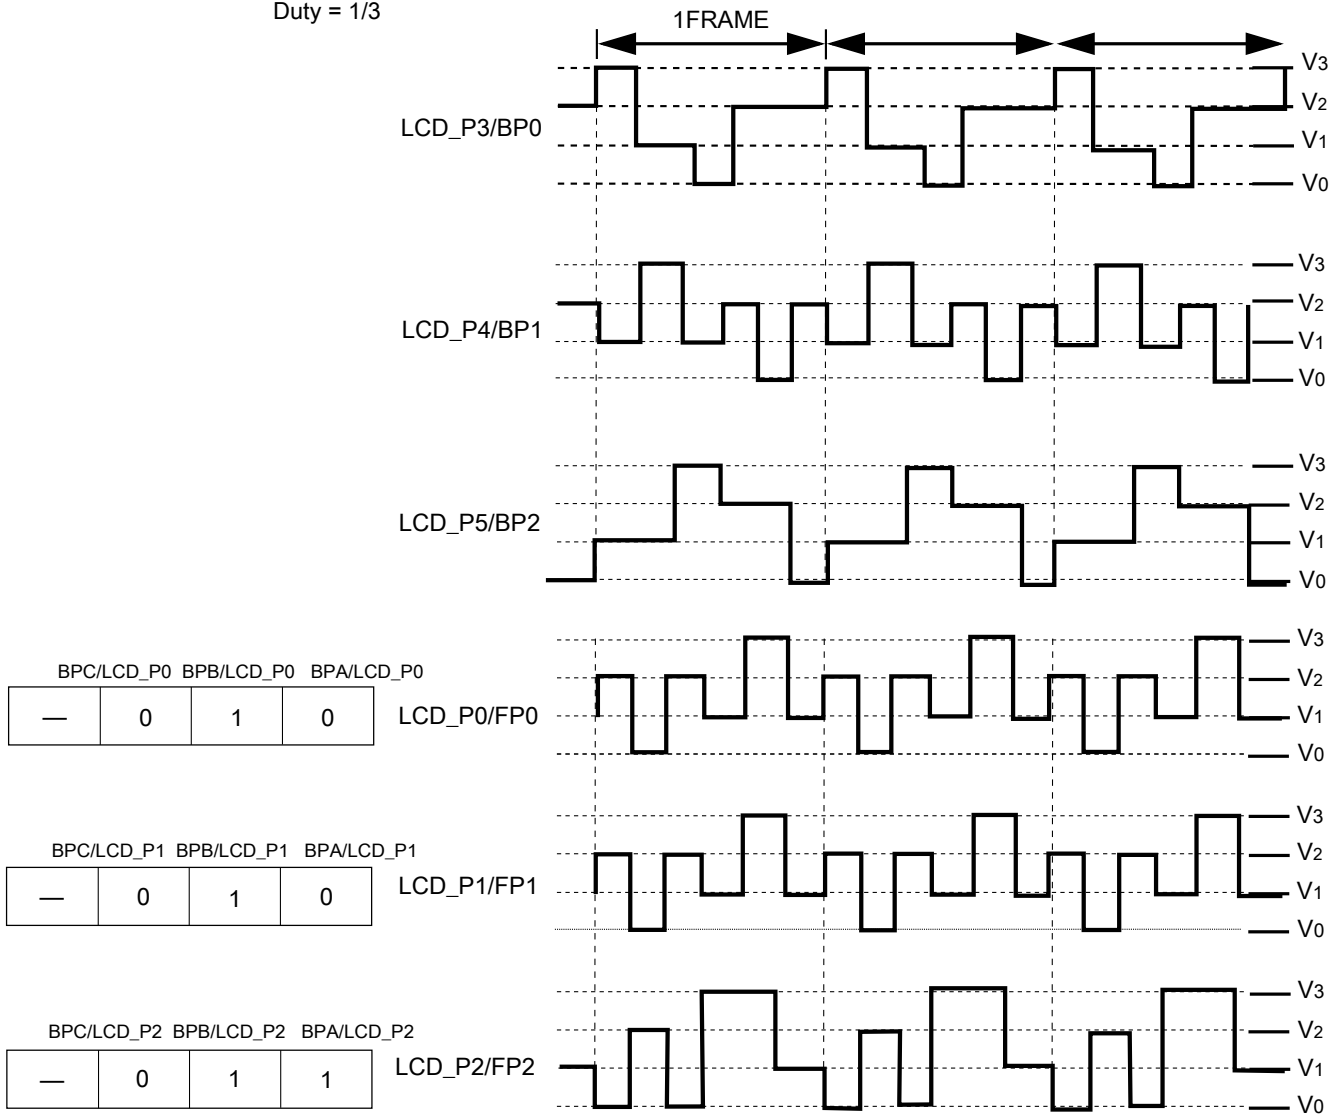 Duty = 1/3
1FRAME
LCD_P3/BP0
V3
V2
V1
V0
LCD_P4/BP1
V3
V2
V1
V0
LCD_P5/BP2
V3
V2
V1
V0
BPC/LCD_P0 BPB/LCD_P0 BPA/LCD_P0
— 0 1 0
LCD_P0/FP0
V3
V2
V1
V0
BPC/LCD_P1 BPB/LCD_P1 BPA/LCD_P1
— 0 1 0
LCD_P1/FP1
V3
V2
V1
V0
BPC/LCD_P2 BPB/LCD_P2 BPA/LCD_P2
— 0 1 1
LCD_P2/FP2
V3
V2
V1
V0